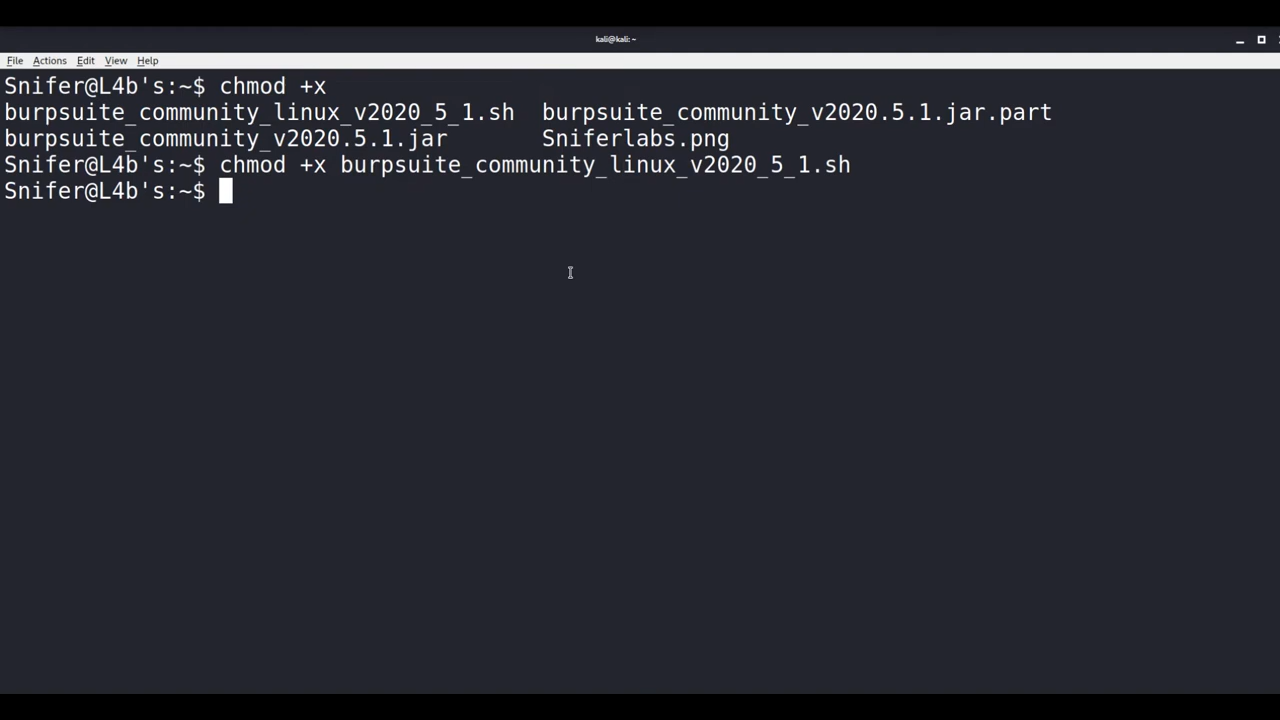 kali@kali: ~
File Actions Edit View Help
Snifer@L4b's:~$ chmod +x
burpsuite_community_linux_v2020_5_1.sh burpsuite_community_v2020.5.1.jar.part
burpsuite_community_v2020.5.1.jar Sniferlabs.png
Snifer@L4b's:~$ chmod +x burpsuite_community_linux_v2020_5_1.sh
Snifer@L4b's:~$